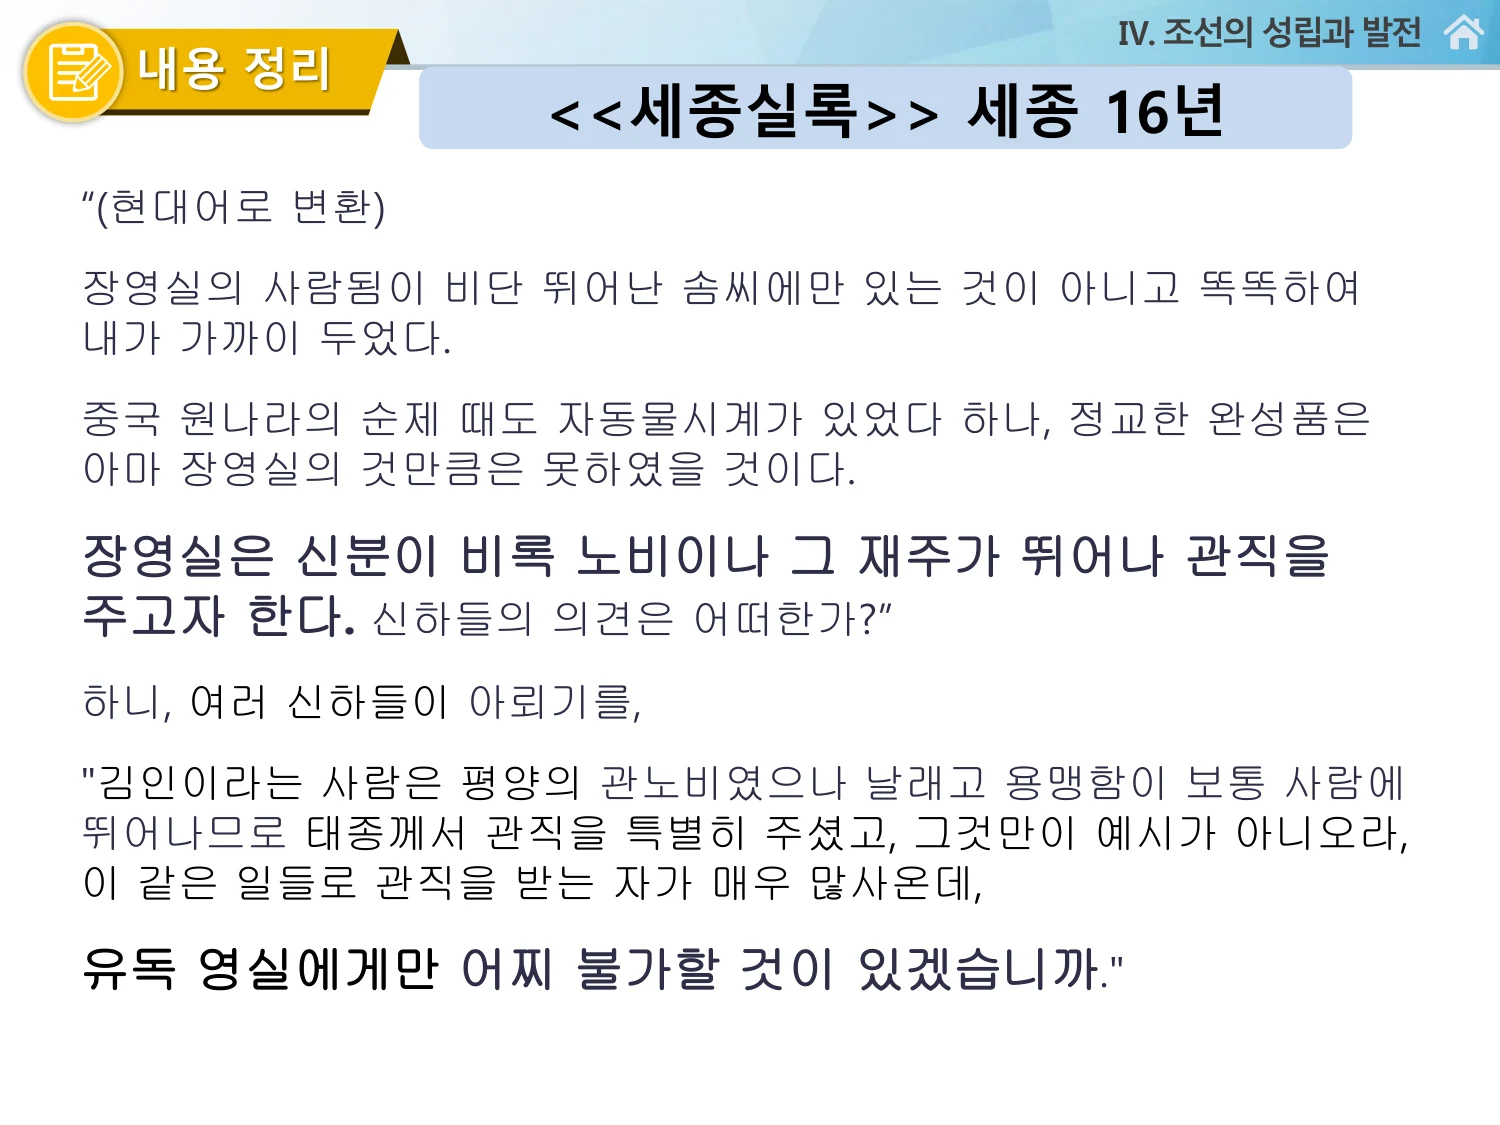 IV. 조선의 성립과 발전
내용 정리
<<세종실록>> 세종 16년
“(현대어로 변환)
장영실의 사람됨이 비단 뛰어난 솜씨에만 있는 것이 아니고 똑똑하여
내가 가까이 두었다.
중국 원나라의 순제 때도 자동물시계가 있었다 하나, 정교한 완성품은
아마 장영실의 것만큼은 못하였을 것이다.
장영실은 신분이 비록 노비이나 그 재주가 뛰어나 관직을
주고자 한다. 신하들의 의견은 어떠한가?”
하니, 여러 신하들이 아뢰기를,
"김인이라는 사람은 평양의 관노비였으나 날래고 용맹함이 보통 사람에
뛰어나므로 태종께서 관직을 특별히 주셨고, 그것만이 예시가 아니오라,
이 같은 일들로 관직을 받는 자가 매우 많사온데,
유독 영실에게만 어찌 불가할 것이 있겠습니까."